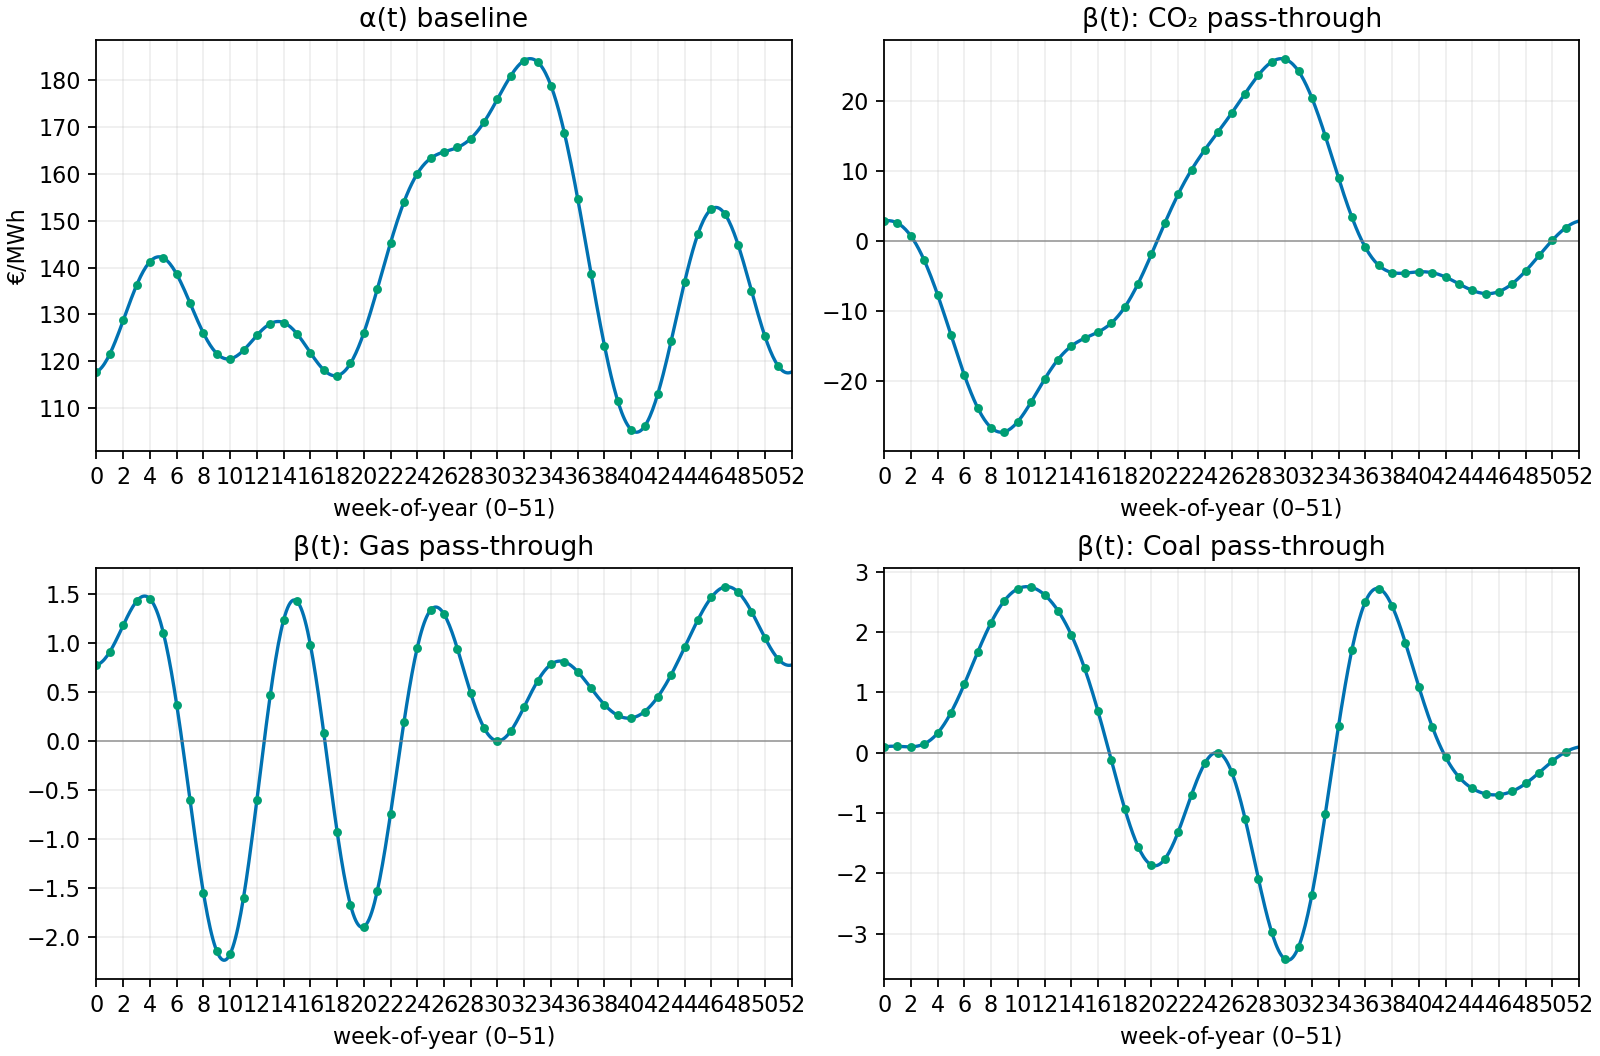 α(t) baseline
€/MWh
180
170
160
150
140
130
120
110
0 2 4 6 8 10 12 14 16 18 20 22 24 26 28 30 32 34 36 38 40 42 44 46 48 50 52
week-of-year (0–51)
β(t): CO₂ pass-through
20
10
0
−10
−20
0 2 4 6 8 10 12 14 16 18 20 22 24 26 28 30 32 34 36 38 40 42 44 46 48 50 52
week-of-year (0–51)
β(t): Gas pass-through
1.5
1.0
0.5
0.0
−0.5
−1.0
−1.5
−2.0
0 2 4 6 8 10 12 14 16 18 20 22 24 26 28 30 32 34 36 38 40 42 44 46 48 50 52
week-of-year (0–51)
β(t): Coal pass-through
3
2
1
0
−1
−2
−3
0 2 4 6 8 10 12 14 16 18 20 22 24 26 28 30 32 34 36 38 40 42 44 46 48 50 52
week-of-year (0–51)